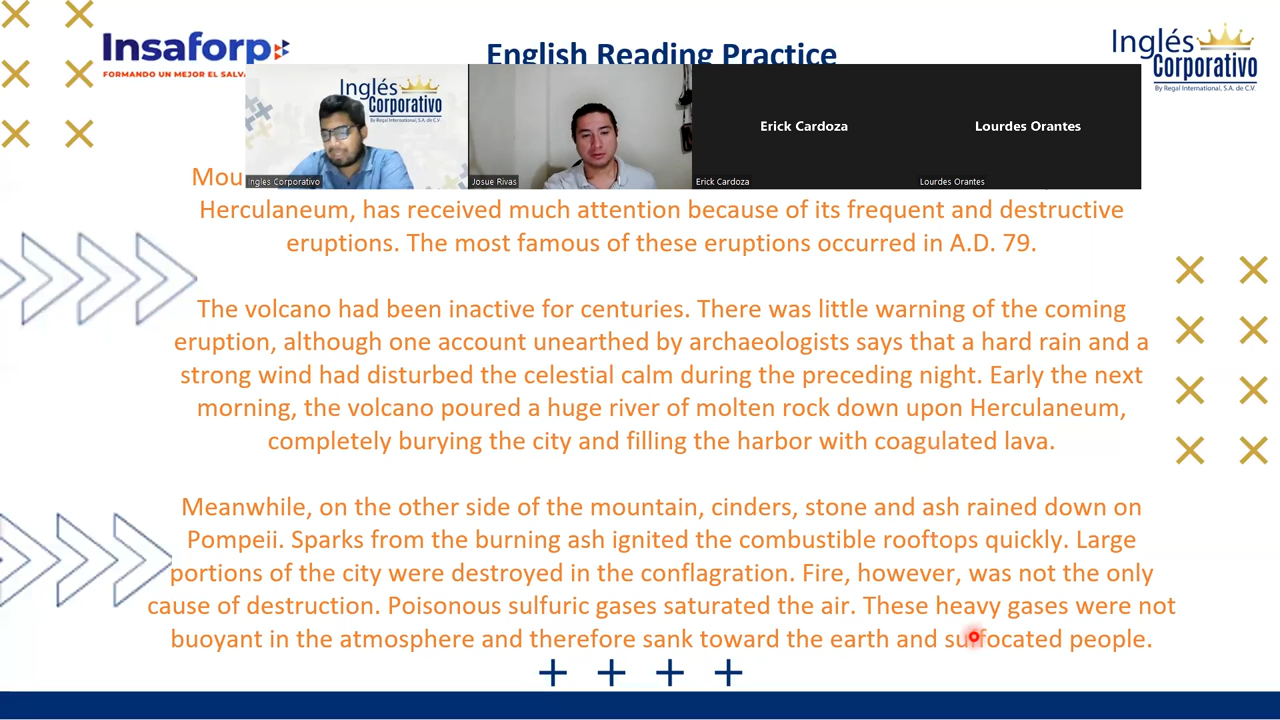 Insaforp
FORMANDO UN MEJOR EL SALVA
English Reading Practice
Inglés
Corporativo
By Regal International, S.A. de C.V.
Inglés
Corporativo
By Regal International, S.A. de C.V.
Ingles Corporativo
Josue Rivas
Erick Cardoza
Erick Cardoza
Lourdes Orantes
Lourdes Orantes
Mou
Herculaneum, has received much attention because of its frequent and destructive
eruptions. The most famous of these eruptions occurred in A.D. 79.
The volcano had been inactive for centuries. There was little warning of the coming
eruption, although one account unearthed by archaeologists says that a hard rain and a
strong wind had disturbed the celestial calm during the preceding night. Early the next
morning, the volcano poured a huge river of molten rock down upon Herculaneum,
completely burying the city and filling the harbor with coagulated lava.
Meanwhile, on the other side of the mountain, cinders, stone and ash rained down on
Pompeii. Sparks from the burning ash ignited the combustible rooftops quickly. Large
portions of the city were destroyed in the conflagration. Fire, however, was not the only
cause of destruction. Poisonous sulfuric gases saturated the air. These heavy gases were not
buoyant in the atmosphere and therefore sank toward the earth and suffocated people.